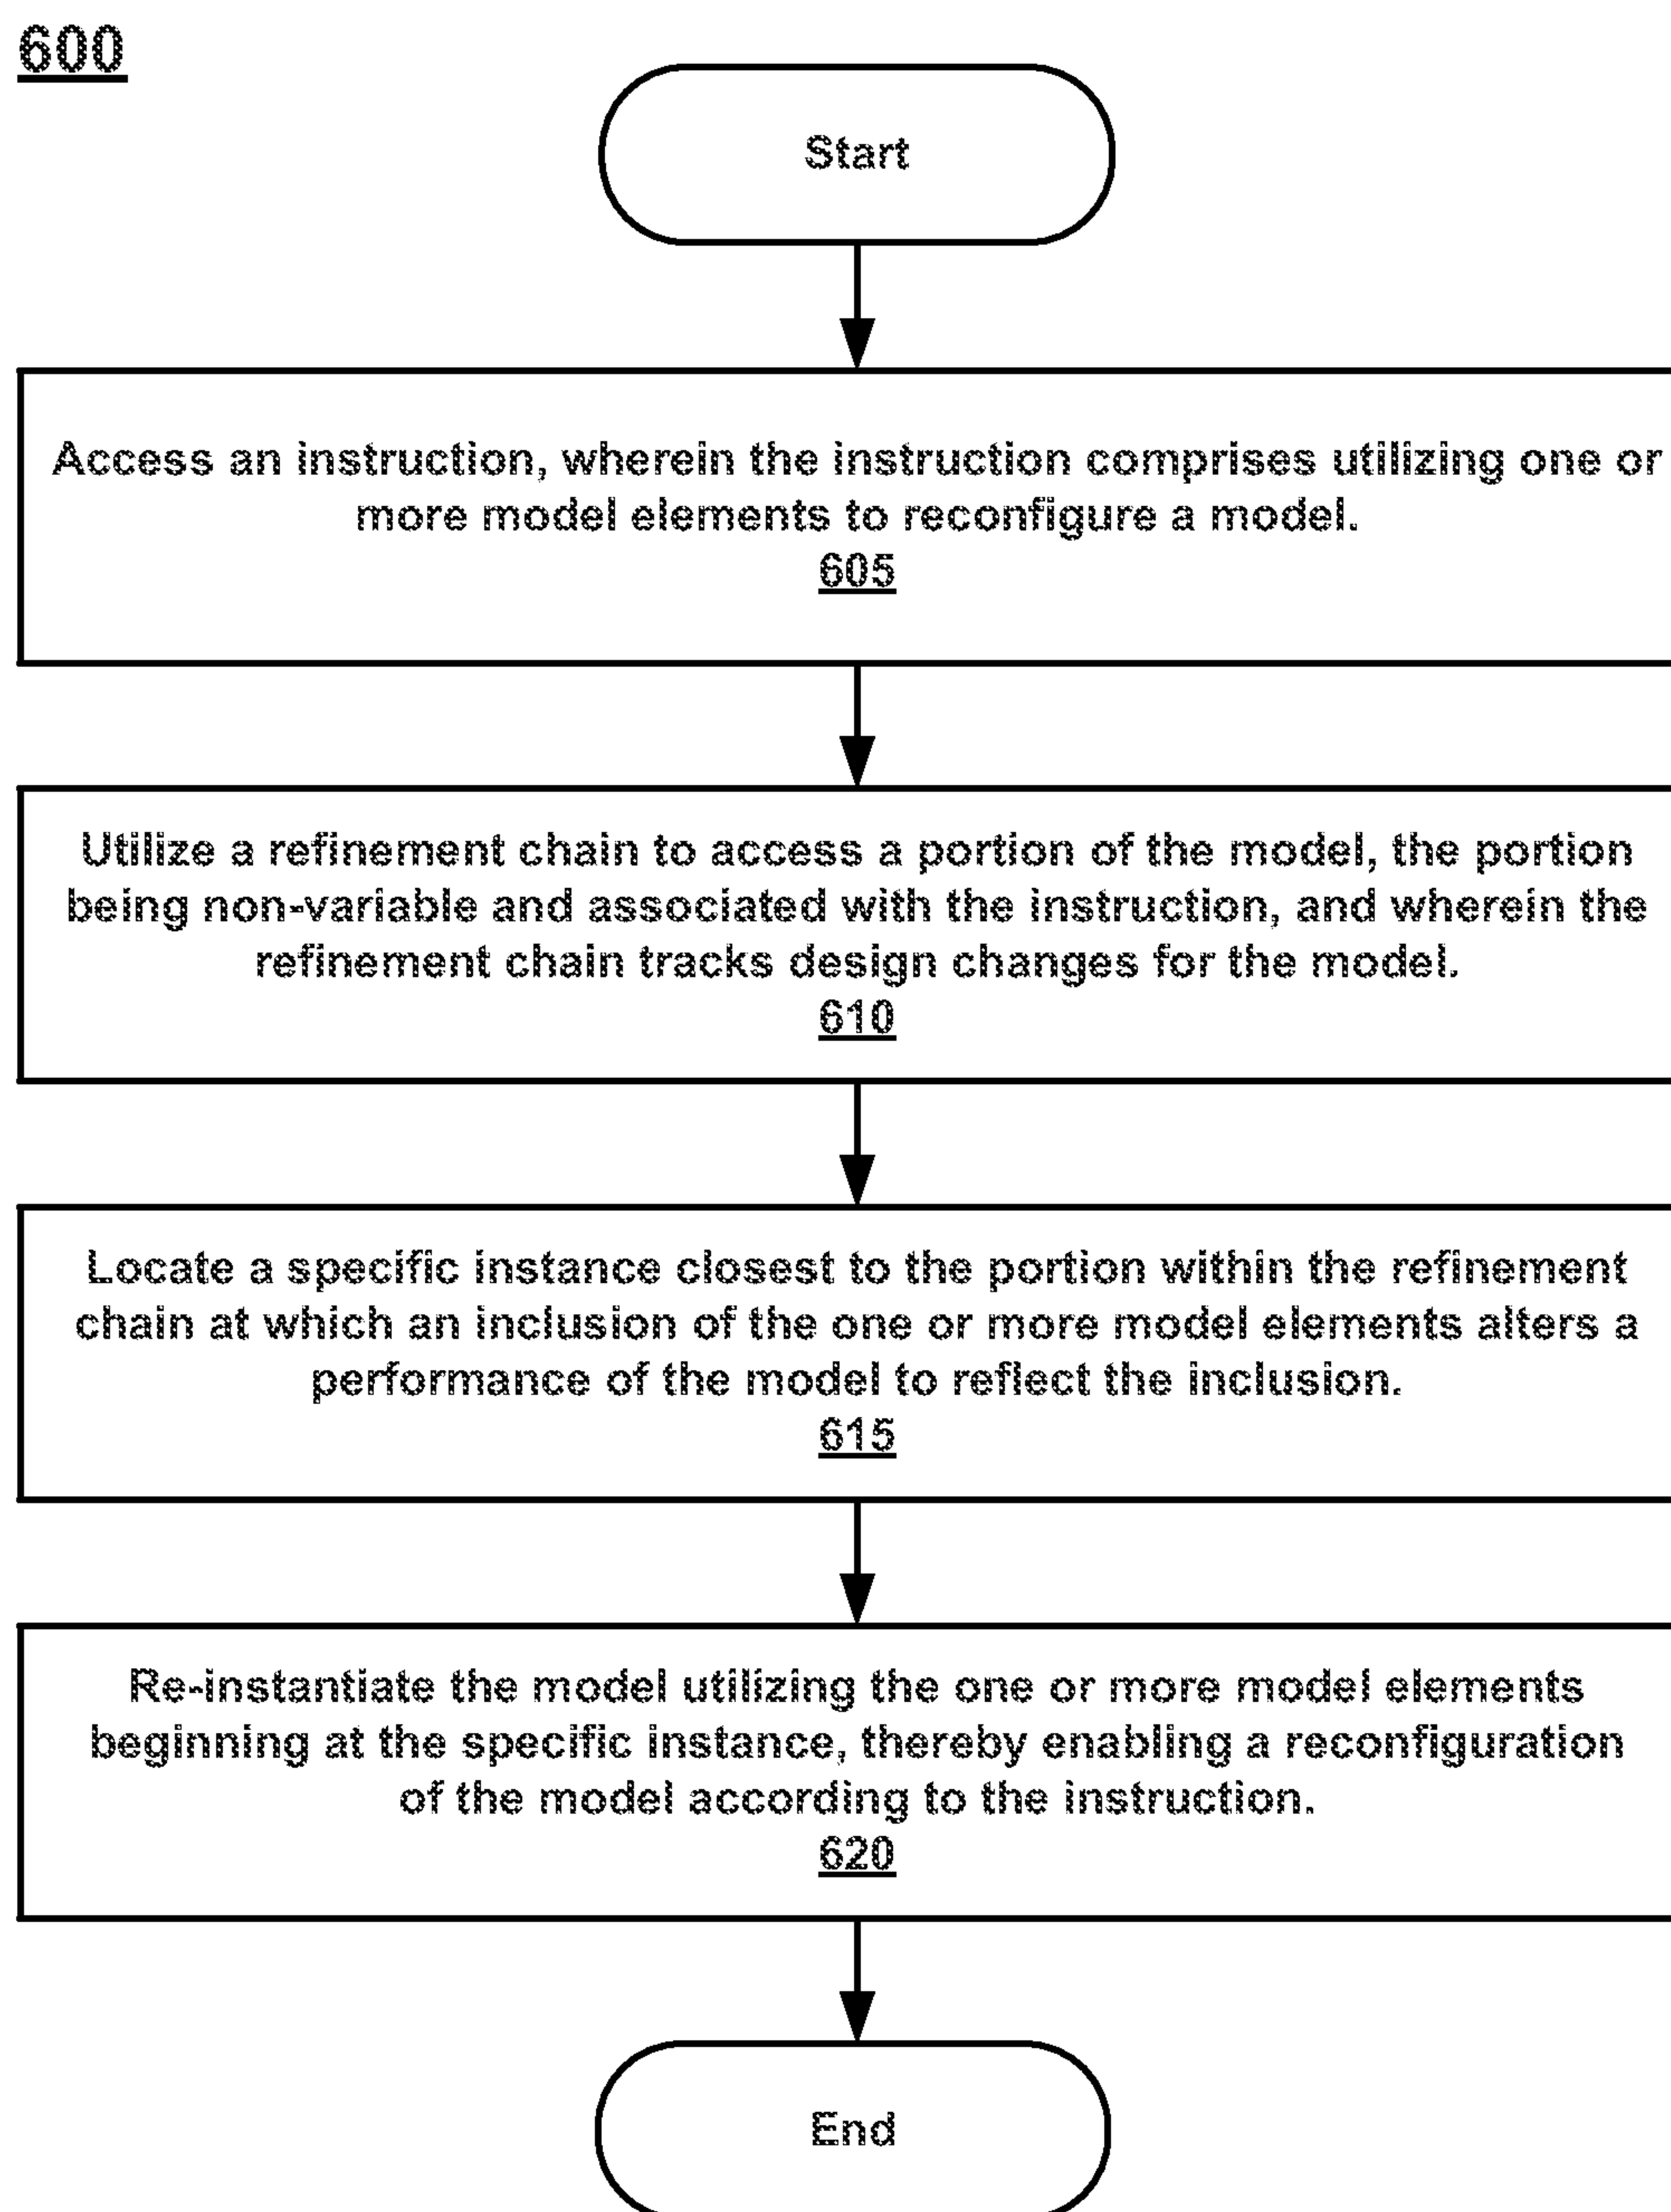 600
Start
Access an instruction, wherein the instruction comprises utilizing one or
more model elements to reconfigure a model.
605
Utilize a refinement chain to access a portion of the model, the portion
being non-variable and associated with the instruction, and wherein the
refinement chain tracks design changes for the model.
610
Locate a specific instance closest to the portion within the refinement
chain at which an inclusion of the one or more model elements alters a
performance of the model to reflect the inclusion.
615
Re-instantiate the model utilizing the one or more model elements
beginning at the specific instance, thereby enabling a reconfiguration
of the model according to the instruction.
620
End